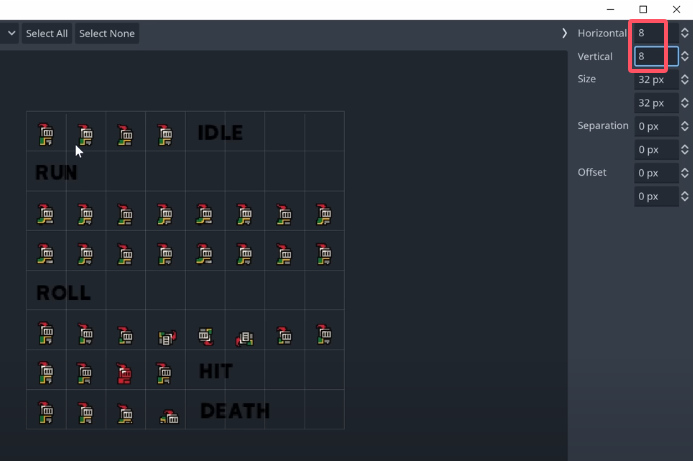 Select All Select None Horizontal 8
Vertical 8
Size 32 px
32 px
IDLE Separation 0 px
0 px
RUN Offset 0 px
0 px
ROLL
HIT
DEATH